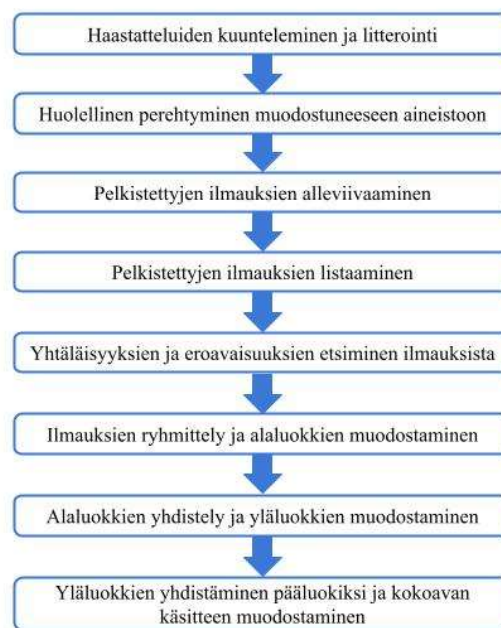 Haastatteluiden kuunteleminen ja litterointi
Huolellinen perehtyminen muodostuneeseen aineistoon
Pelkistettyjen ilmauksien alleviivaaminen
Pelkistettyjen ilmauksien listaaminen
Yhtäläisyyksien ja eroavaisuuksien etsiminen ilmauksista
Ilmauksien ryhmittely ja alaluokkien muodostaminen
Alaluokkien yhdistely ja yläluokkien muodostaminen
Yläluokkien yhdistäminen pääluokiksi ja kokoavan
käsitteen muodostaminen